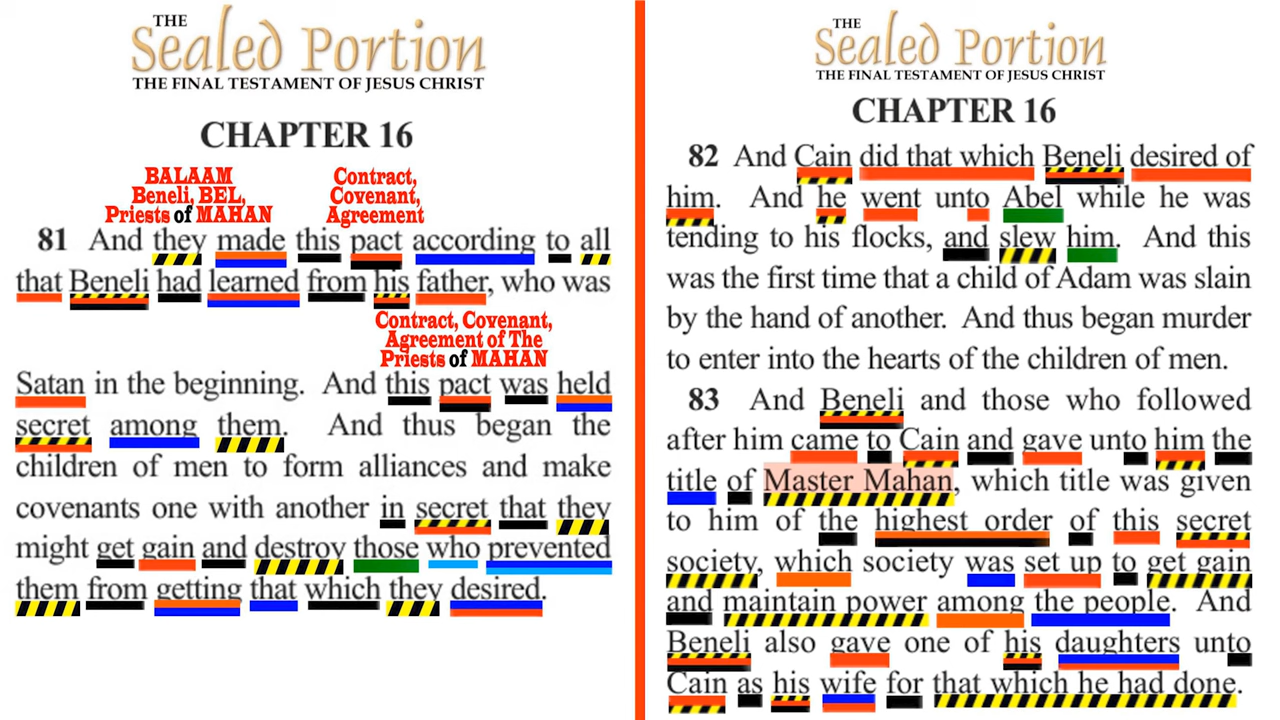 THE
Sealed Portion
THE FINAL TESTAMENT OF JESUS CHRIST
CHAPTER 16
BALAAM
Beneli, BEL,
Priests of MAHAN
Contract,
Covenant,
Agreement
81 And they made this pact according to all
that Beneli had learned from his father, who was
Contract, Covenant,
Agreement of The
Priests of MAHAN
Satan in the beginning. And this pact was held
secret among them. And thus began the
children of men to form alliances and make
covenants one with another in secret that they
might get gain and destroy those who prevented
them from getting that which they desired.
THE
Sealed Portion
THE FINAL TESTAMENT OF JESUS CHRIST
CHAPTER 16
82 And Cain did that which Beneli desired of
him. And he went unto Abel while he was
tending to his flocks, and slew him. And this
was the first time that a child of Adam was slain
by the hand of another. And thus began murder
to enter into the hearts of the children of men.
83 And Beneli and those who followed
after him came to Cain and gave unto him the
title of Master Mahan, which title was given
to him of the highest order of this secret
society, which society was set up to get gain
and maintain power among the people. And
Beneli also gave one of his daughters unto
Cain as his wife for that which he had done.